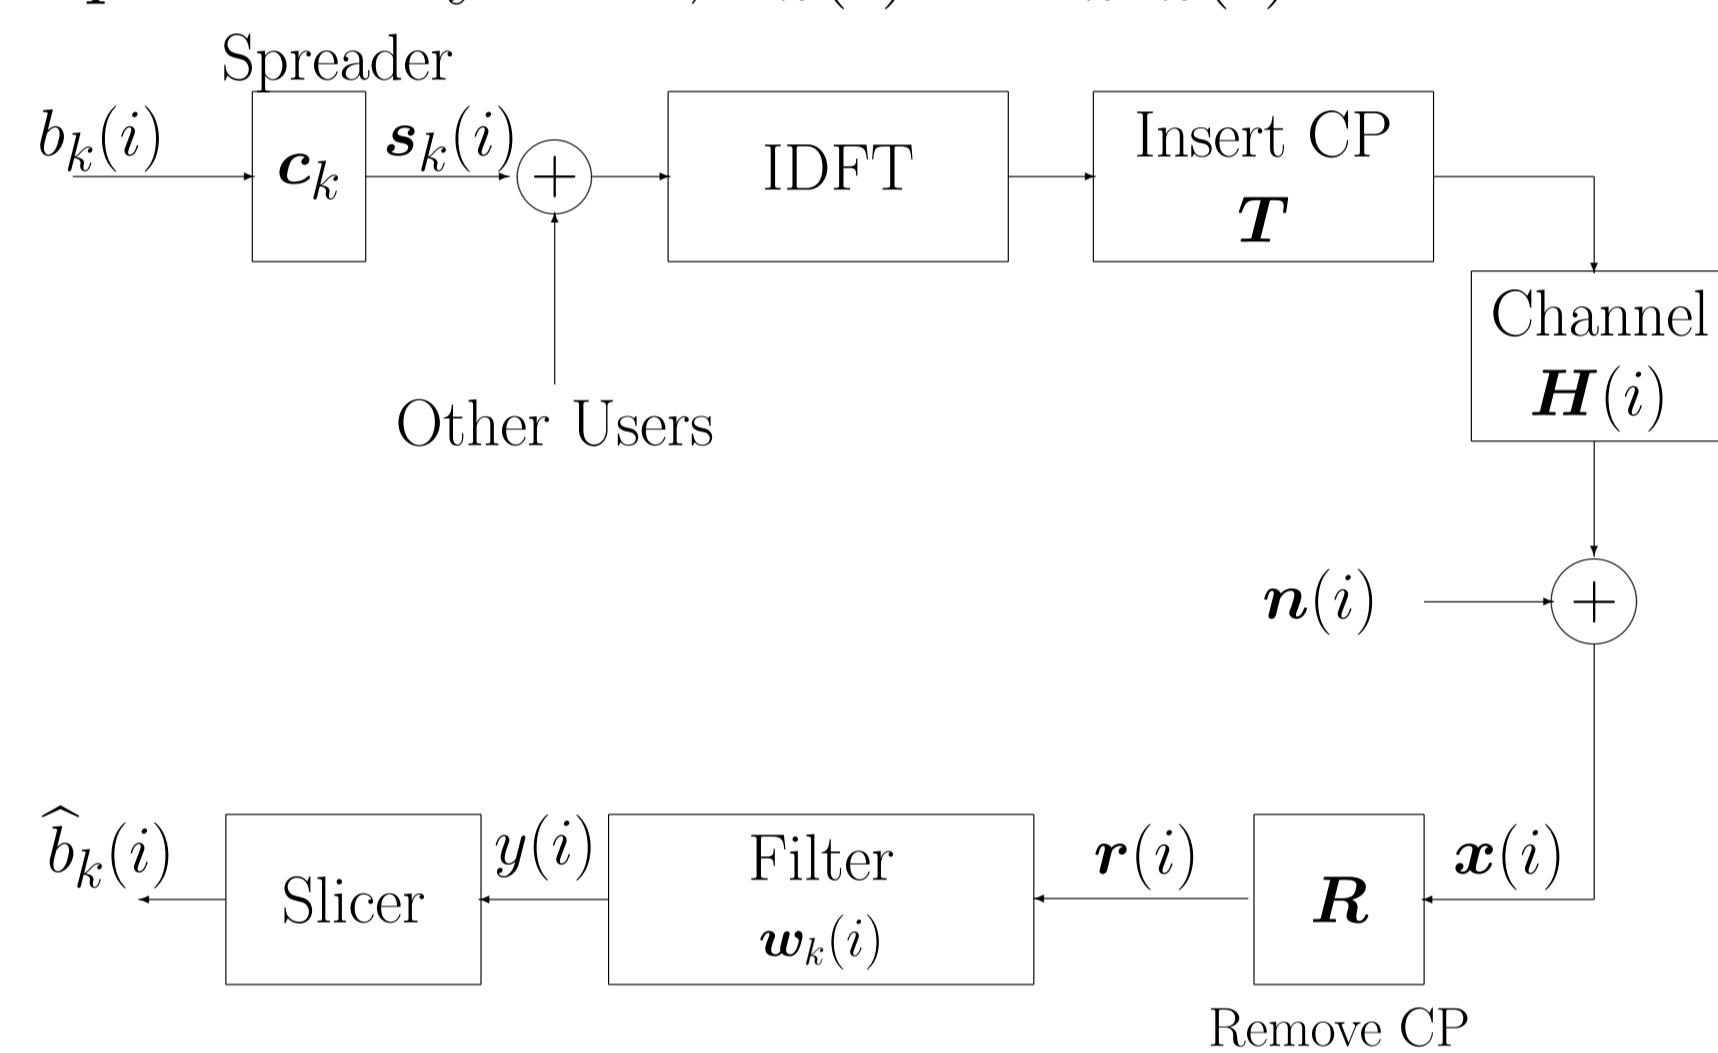 Spreader
b_k(i)
c_k
s_k(i)
+
IDFT
Insert CP
T
Channel
H(i)
Other Users
n(i)
+
b̂_k(i)
Slicer
y(i)
Filter
w_k(i)
r(i)
R
x(i)
Remove CP